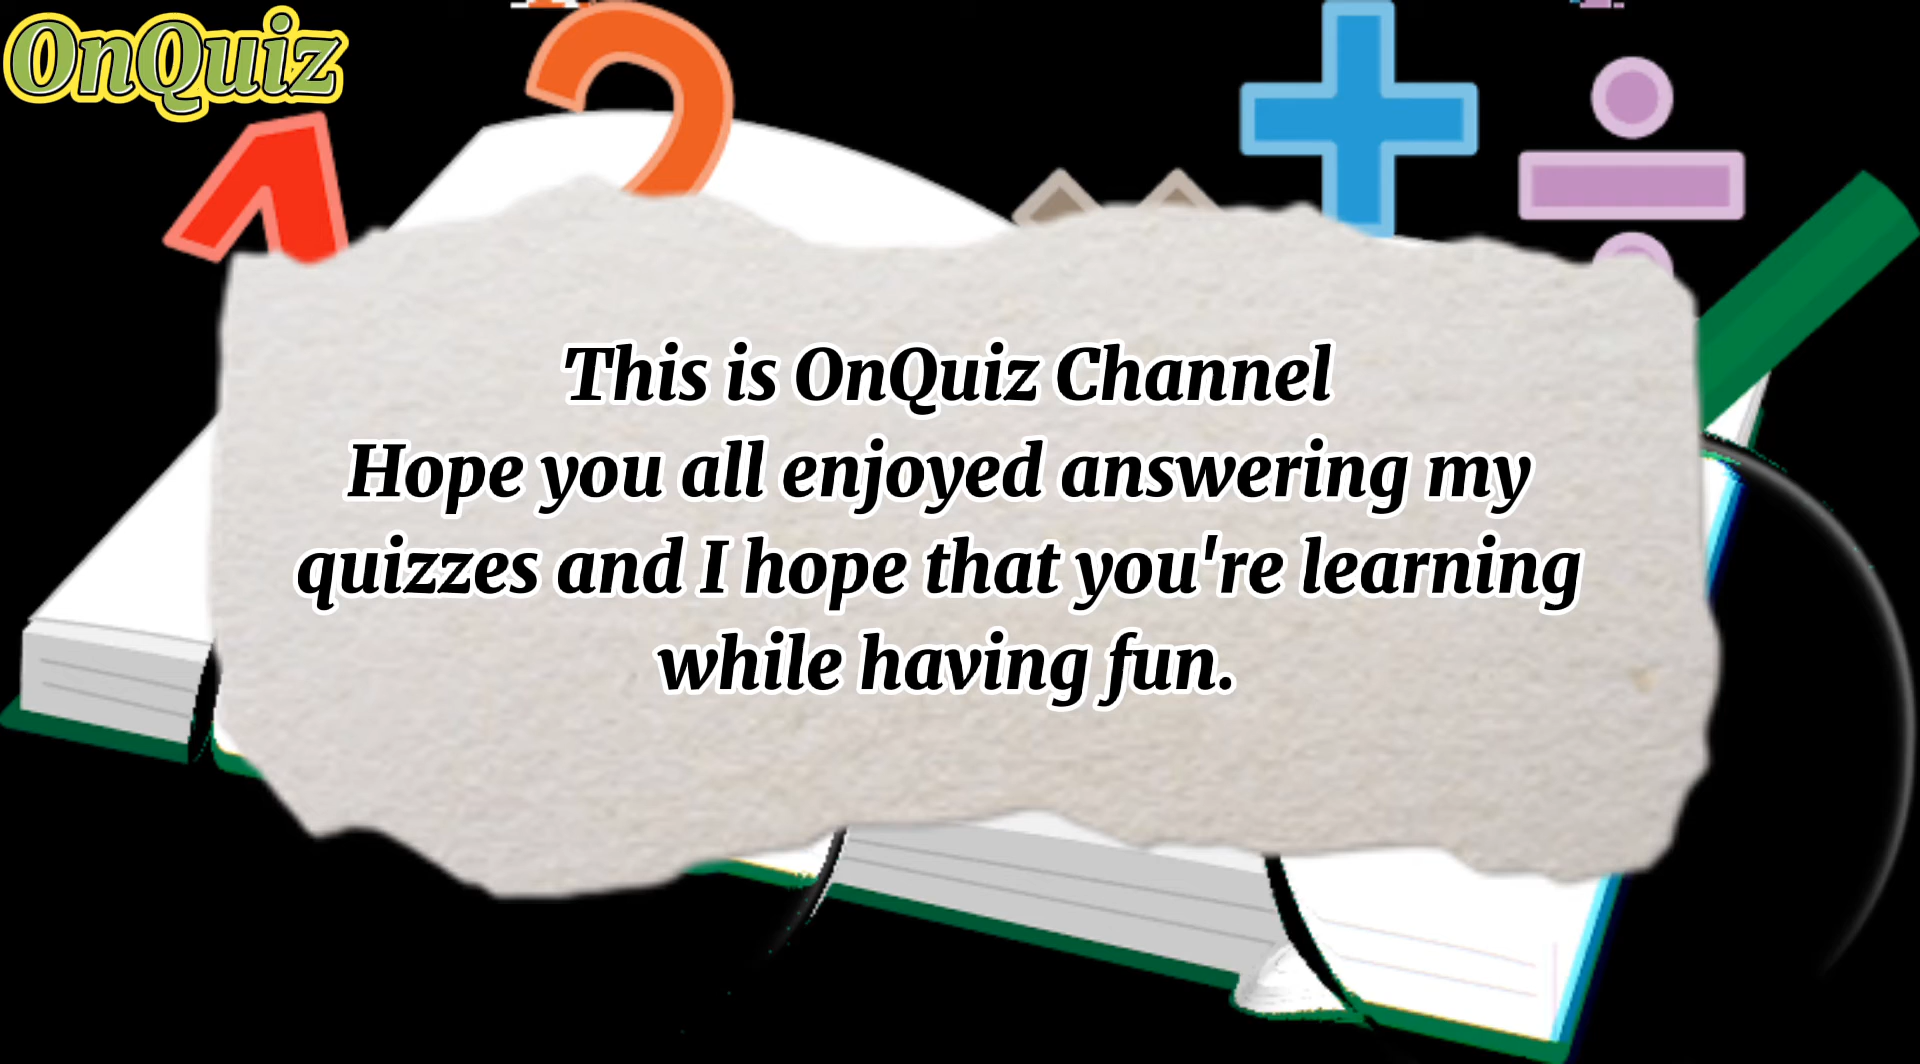 OnQuiz
This is OnQuiz Channel
Hope you all enjoyed answering my
quizzes and I hope that you're learning
while having fun.